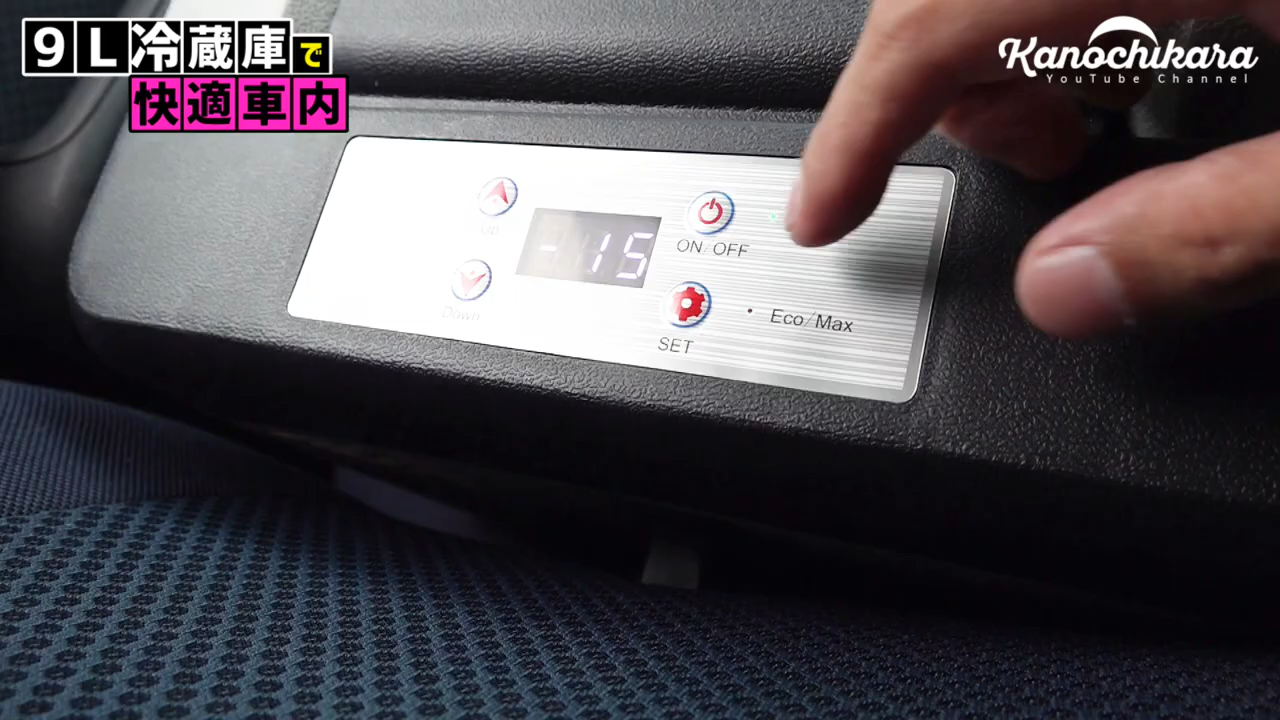 9L冷蔵庫で
快適車内
Kanochikara
YouTube Channel
UP
-15
ON/OFF
Down
Eco/Max
SET